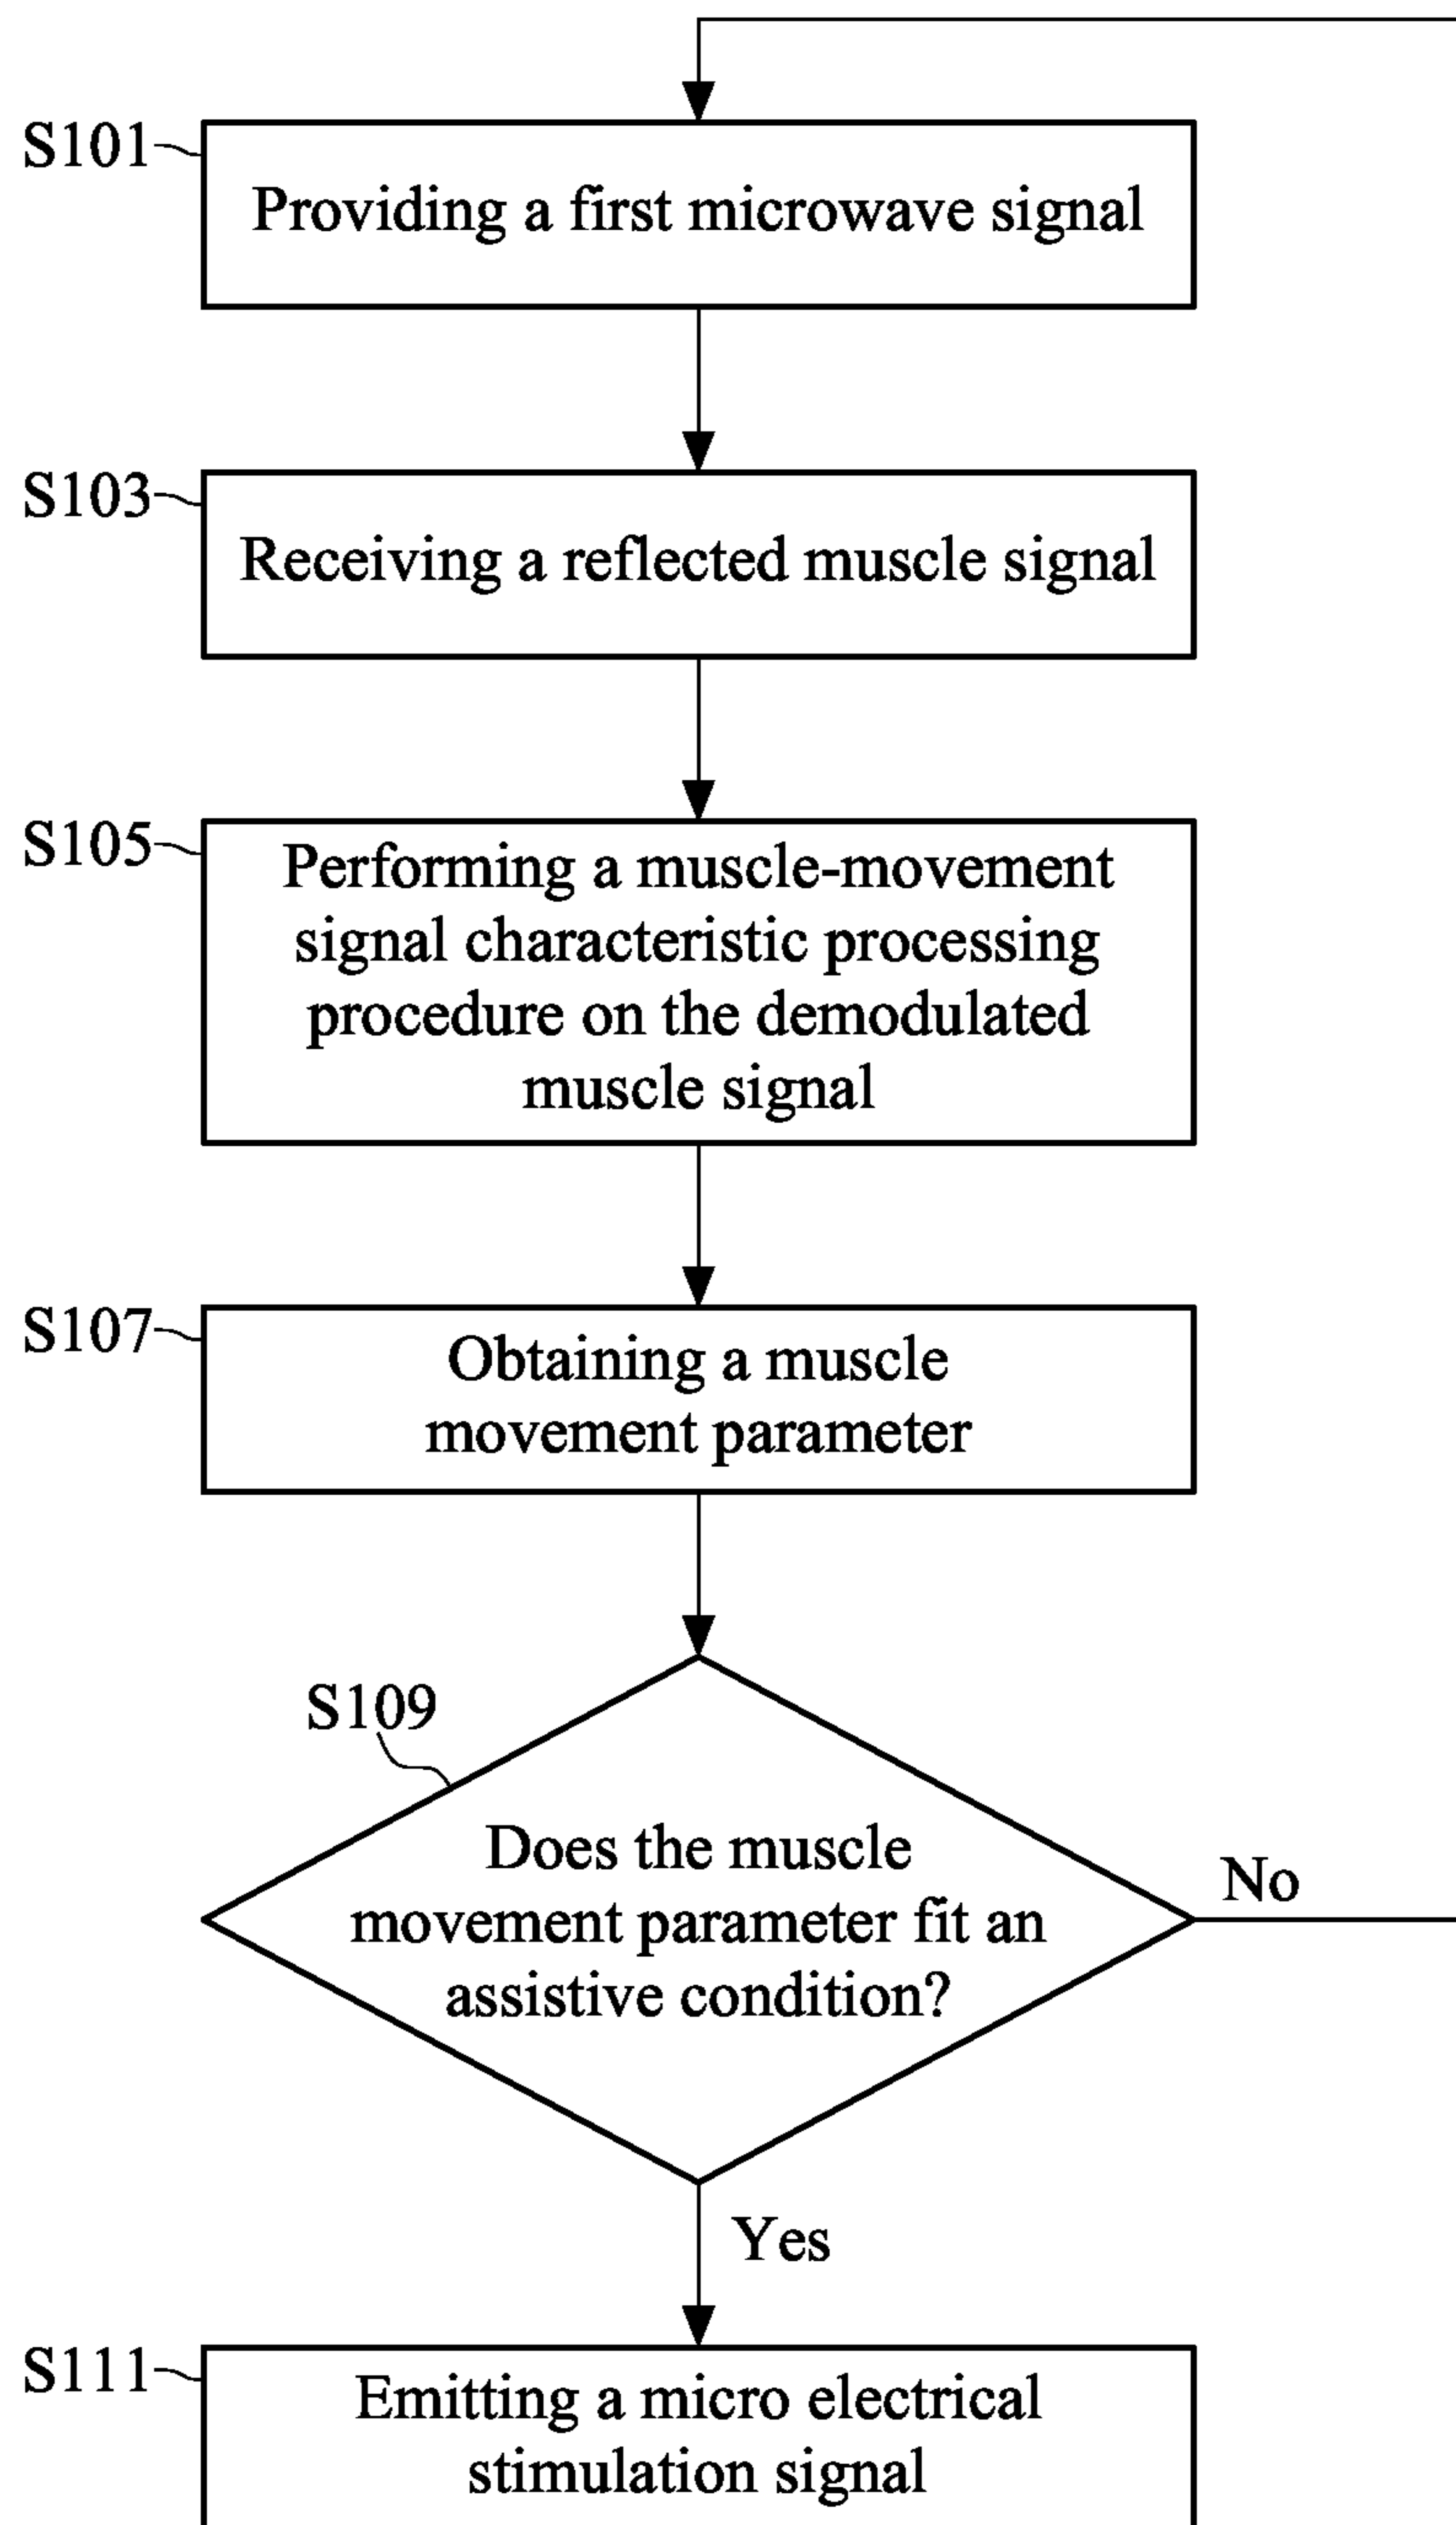 S101
Providing a first microwave signal
S103
Receiving a reflected muscle signal
S105
Performing a muscle-movement
signal characteristic processing
procedure on the demodulated
muscle signal
S107
Obtaining a muscle
movement parameter
S109
Does the muscle
movement parameter fit an
assistive condition?
No
Yes
S111
Emitting a micro electrical
stimulation signal